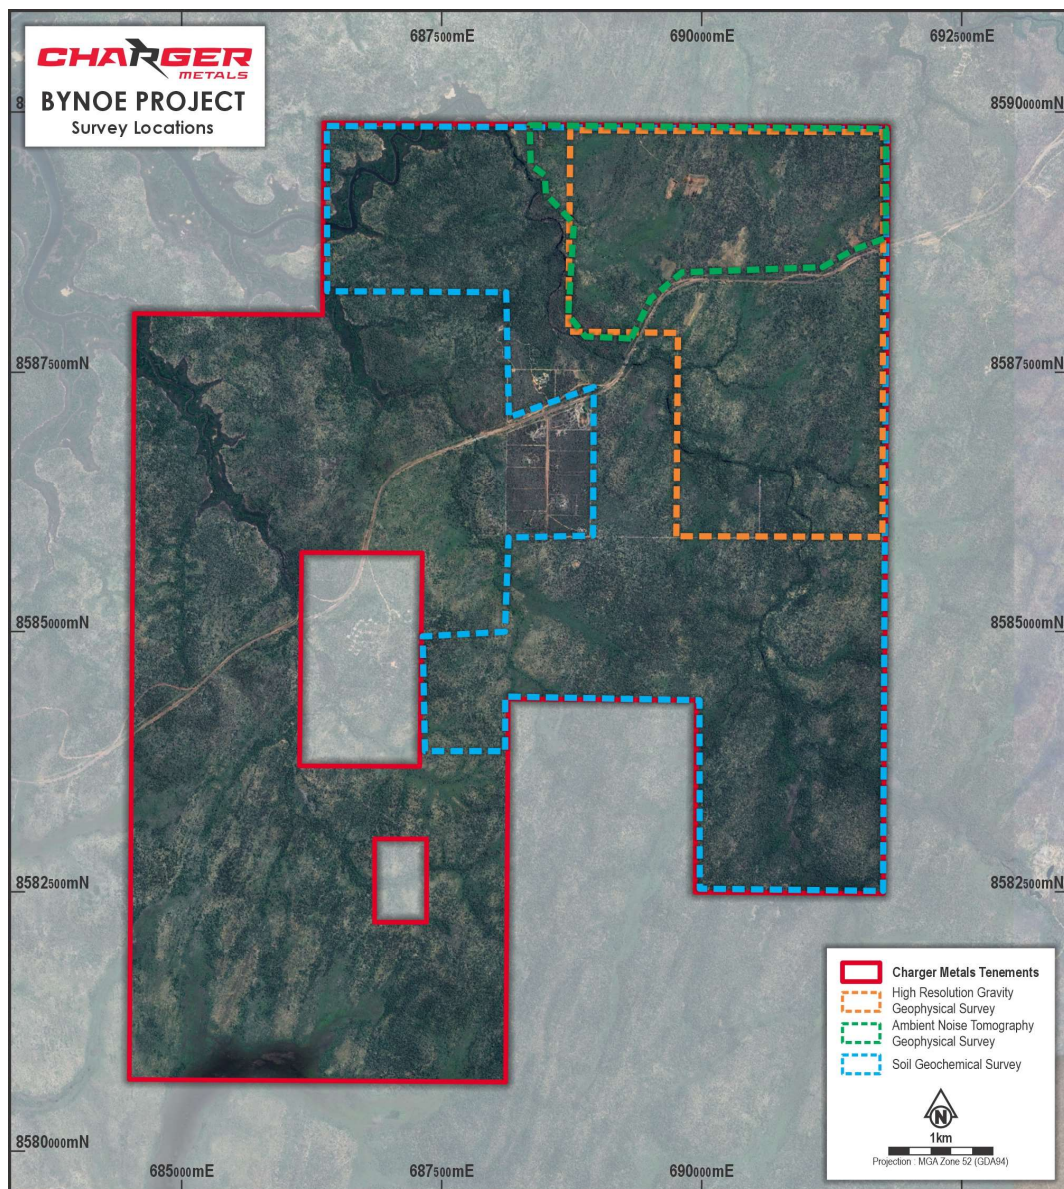 687500mE
690000mE
692500mE
CHARGER
METALS
BYNOE PROJECT
Survey Locations
8590000mN
8587500mN
8587500mN
8585000mN
8585000mN
8582500mN
8582500mN
8580000mN
Charger Metals Tenements
High Resolution Gravity
Geophysical Survey
Ambient Noise Tomography
Geophysical Survey
Soil Geochemical Survey
N
1km
Projection : MGA Zone 52 (GDA94)
685000mE
687500mE
690000mE